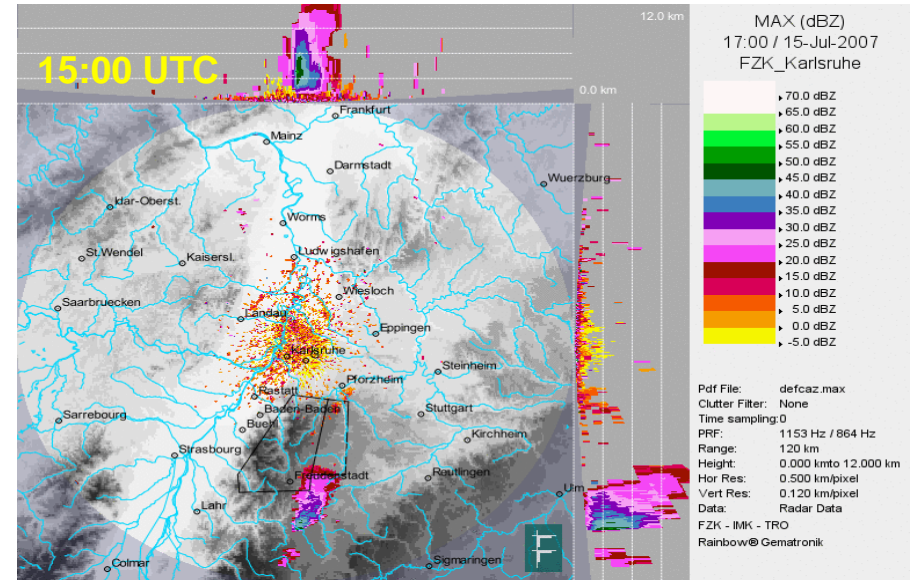 15:00 UTC
12.0 km
0.0 km
Frankfurt
Mainz
Darmstadt
Wuerzburg
Idar-Oberst.
Worms
St.Wendel
Kaisersl.
Ludwigshafen
Wiesloch
Saarbruecken
Landau
Eppingen
Karlsruhe
Steinheim
Pforzheim
Rastatt
Baden-Baden
Stuttgart
Sarrebourg
Buehl
Kirchheim
Strasbourg
Freudenstadt
Reutlingen
Ulm
Lahr
Colmar
Sigmaringen
F
MAX (dBZ)
17:00 / 15-Jul-2007
FZK_Karlsruhe
70.0 dBZ
65.0 dBZ
60.0 dBZ
55.0 dBZ
50.0 dBZ
45.0 dBZ
40.0 dBZ
35.0 dBZ
30.0 dBZ
25.0 dBZ
20.0 dBZ
15.0 dBZ
10.0 dBZ
5.0 dBZ
0.0 dBZ
-5.0 dBZ
Pdf File: defcaz.max
Clutter Filter: None
Time sampling:0
PRF: 1153 Hz / 864 Hz
Range: 120 km
Height: 0.000 kmto 12.000 km
Hor Res: 0.500 km/pixel
Vert Res: 0.120 km/pixel
Data: Radar Data
FZK - IMK - TRO
Rainbow® Gematronik